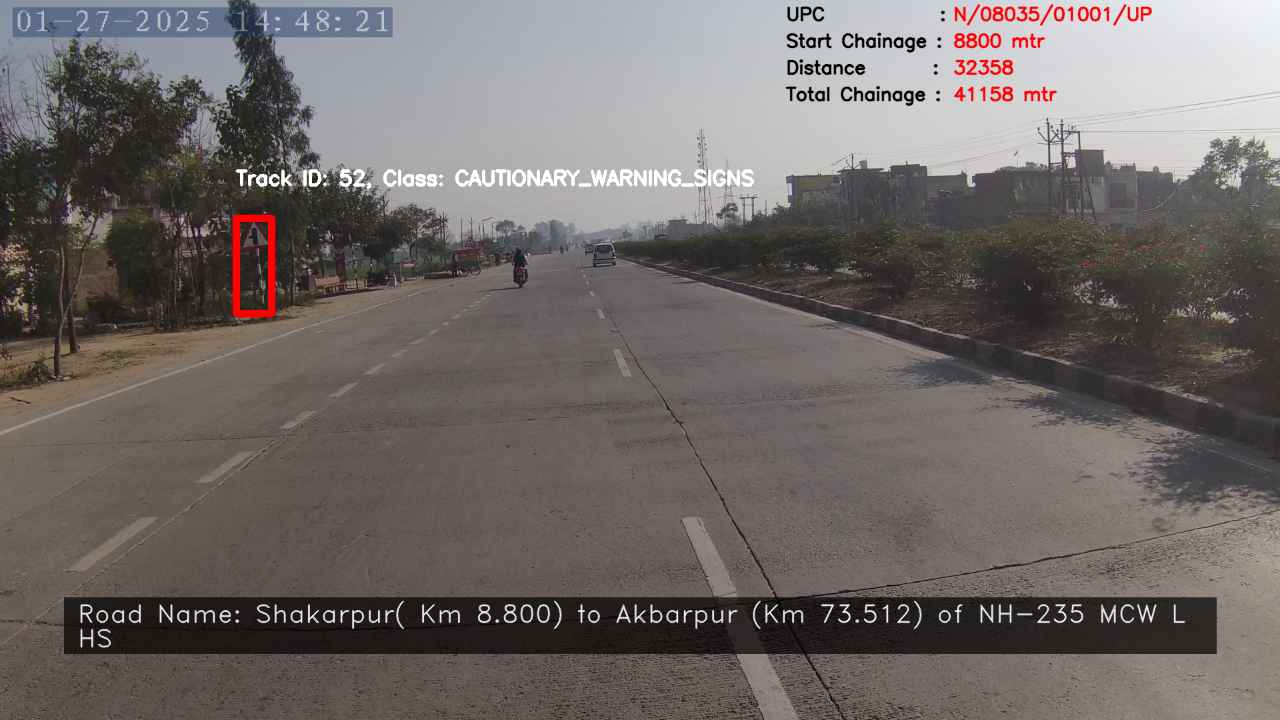 01-27-2025 14:48:21
UPC : N/08035/01001/UP
Start Chainage : 8800 mtr
Distance : 32358
Total Chainage : 41158 mtr
Track ID: 52, Class: CAUTIONARY_WARNING_SIGNS
Road Name: Shakarpur( Km 8.800) to Akbarpur (Km 73.512) of NH-235 MCW L
HS